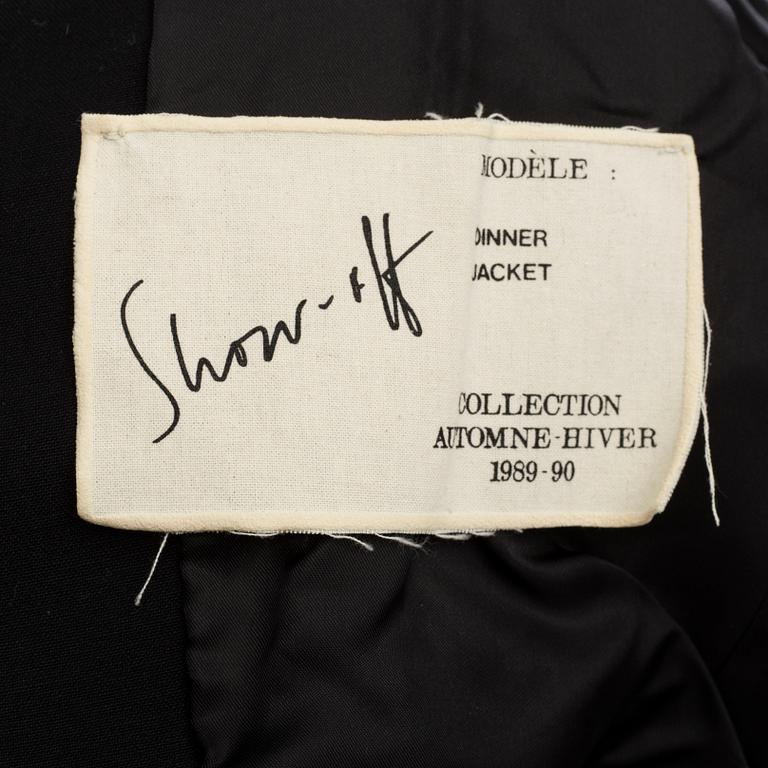 Show-off
MODÈLE :
DINNER
JACKET
COLLECTION
AUTOMNE-HIVER
1989-90